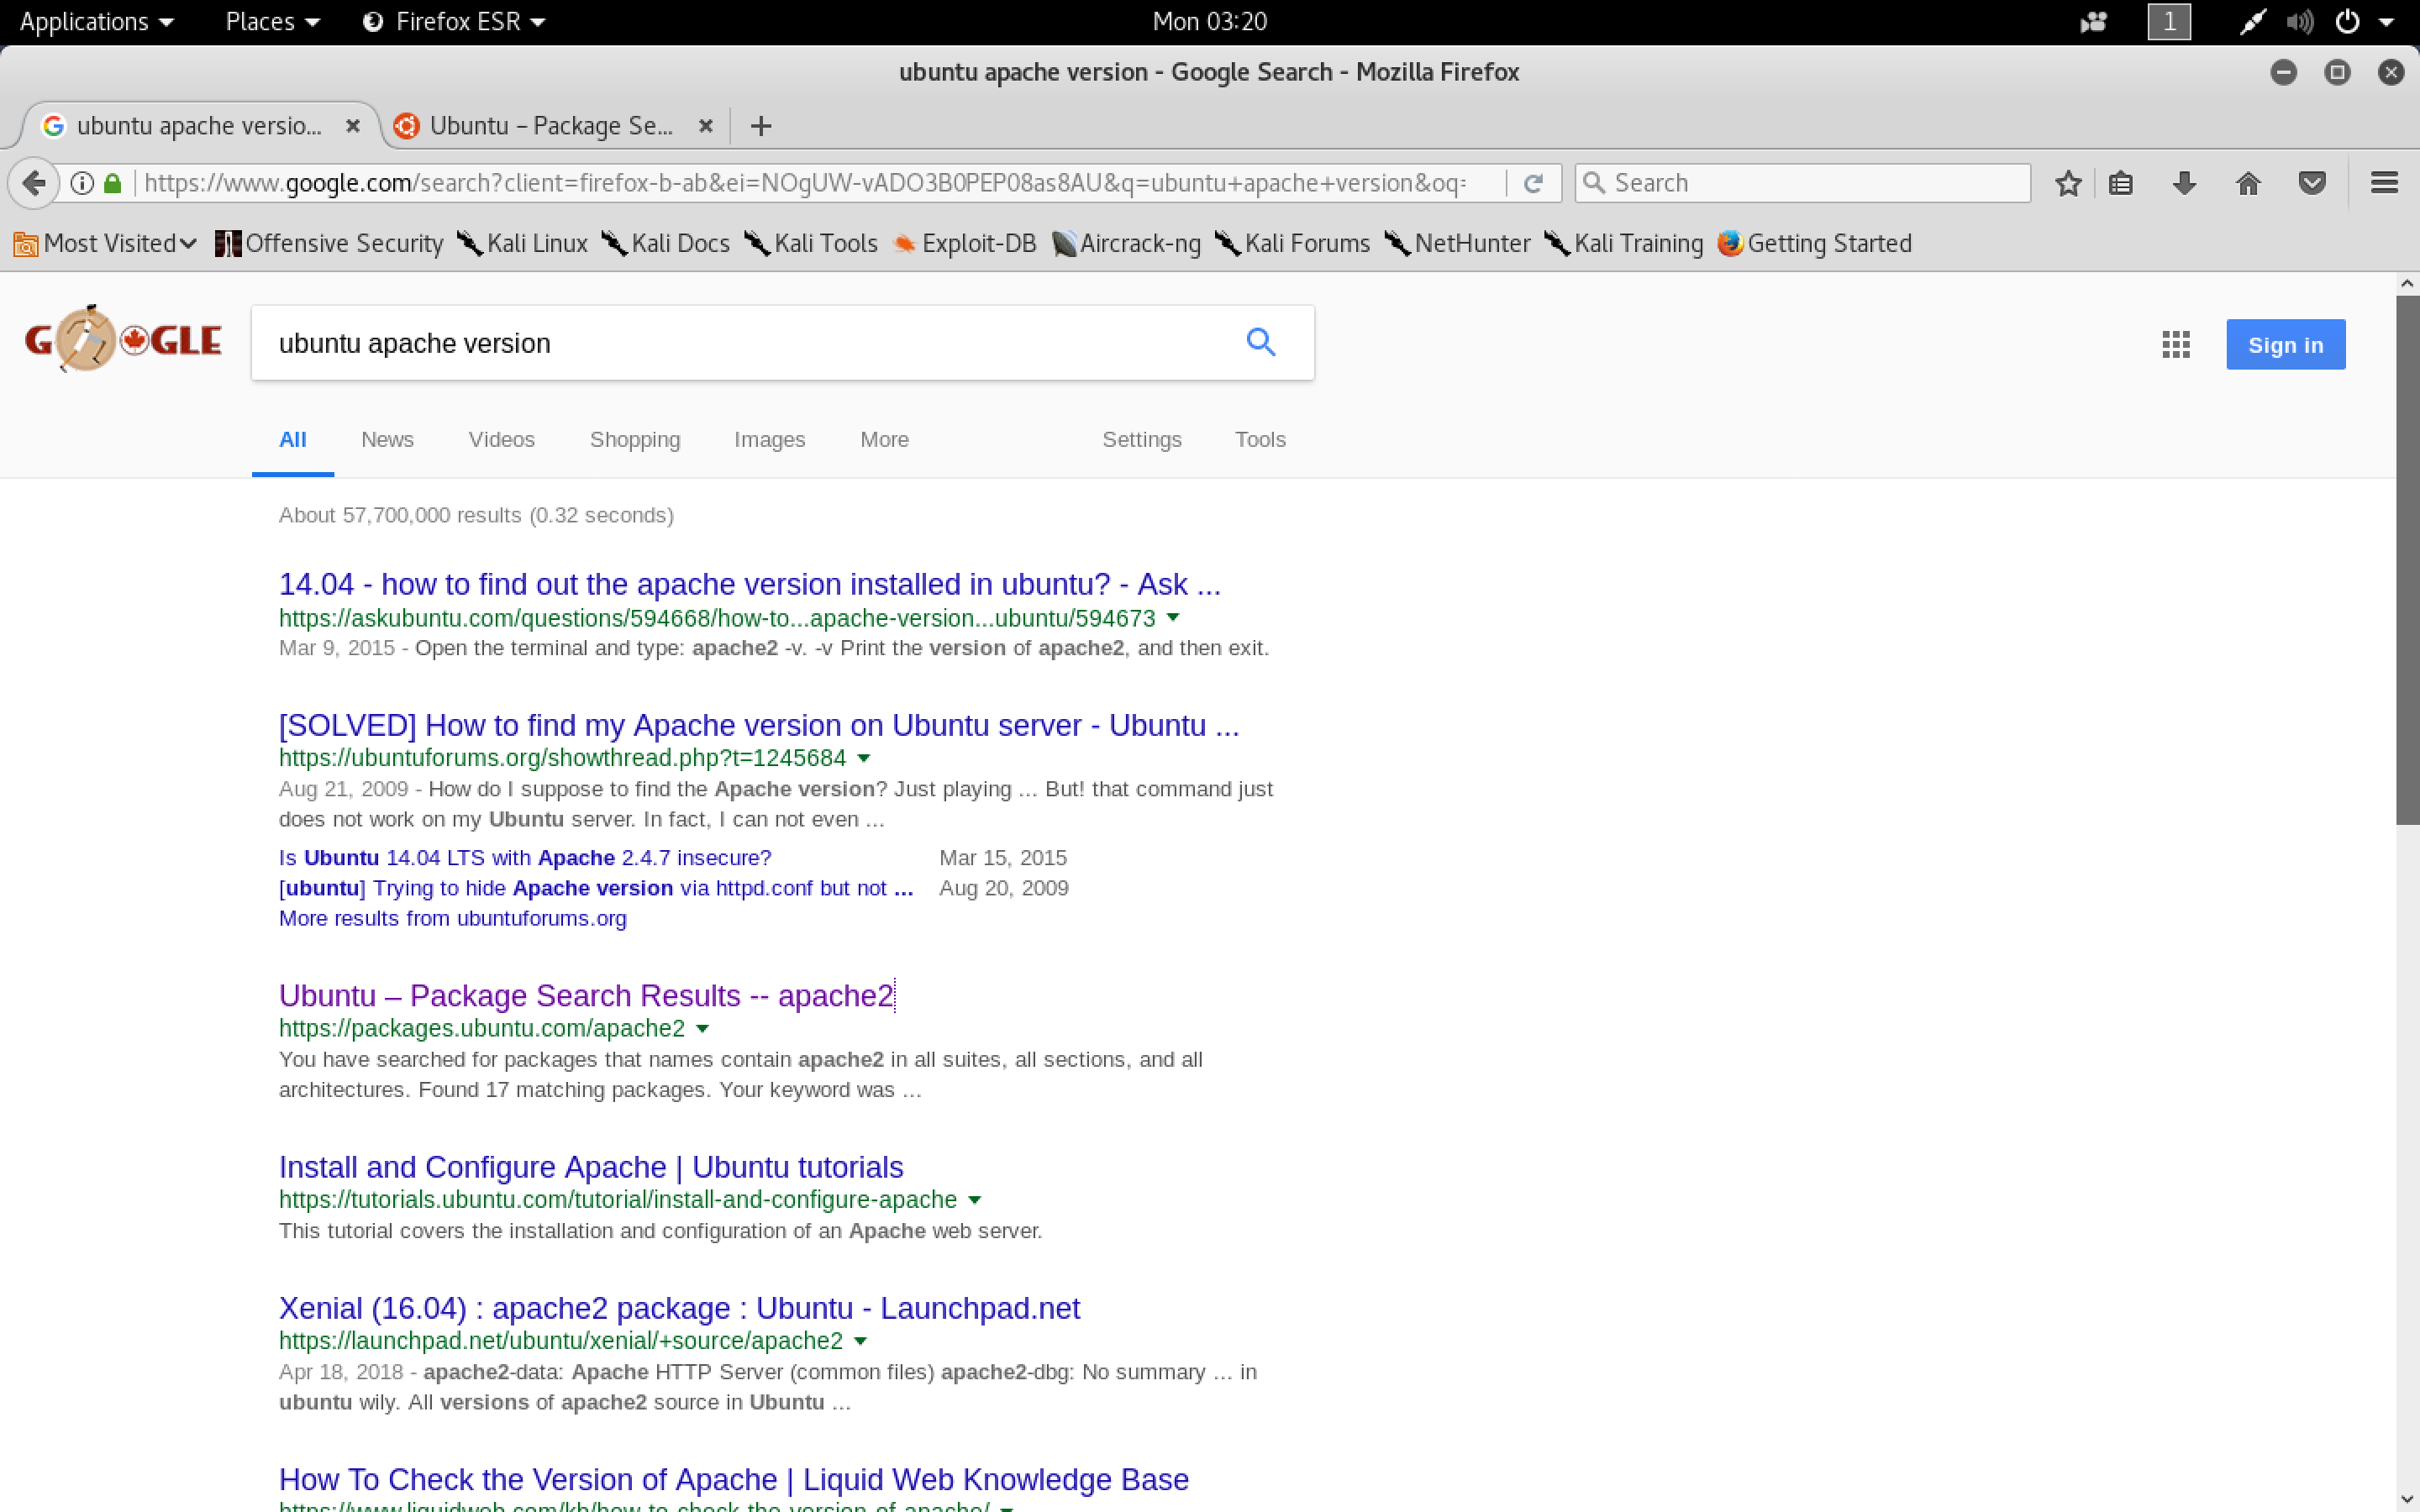 Applications Places Firefox ESR Mon 03:20 1
ubuntu apache version - Google Search - Mozilla Firefox
ubuntu apache versio... Ubuntu – Package Se...
https://www.google.com/search?client=firefox-b-ab&ei=NOgUW-vADO3B0PEP08as8AU&q=ubuntu+apache+version&oq= Search
Most Visited Offensive Security Kali Linux Kali Docs Kali Tools Exploit-DB Aircrack-ng Kali Forums NetHunter Kali Training Getting Started
GOOGLE ubuntu apache version Sign in
All News Videos Shopping Images More Settings Tools
About 57,700,000 results (0.32 seconds)
14.04 - how to find out the apache version installed in ubuntu? - Ask ...
https://askubuntu.com/questions/594668/how-to...apache-version...ubuntu/594673
Mar 9, 2015 - Open the terminal and type: apache2 -v. -v Print the version of apache2, and then exit.
[SOLVED] How to find my Apache version on Ubuntu server - Ubuntu ...
https://ubuntuforums.org/showthread.php?t=1245684
Aug 21, 2009 - How do I suppose to find the Apache version? Just playing ... But! that command just
does not work on my Ubuntu server. In fact, I can not even ...
Is Ubuntu 14.04 LTS with Apache 2.4.7 insecure? Mar 15, 2015
[ubuntu] Trying to hide Apache version via httpd.conf but not ... Aug 20, 2009
More results from ubuntuforums.org
Ubuntu – Package Search Results -- apache2
https://packages.ubuntu.com/apache2
You have searched for packages that names contain apache2 in all suites, all sections, and all
architectures. Found 17 matching packages. Your keyword was ...
Install and Configure Apache | Ubuntu tutorials
https://tutorials.ubuntu.com/tutorial/install-and-configure-apache
This tutorial covers the installation and configuration of an Apache web server.
Xenial (16.04) : apache2 package : Ubuntu - Launchpad.net
https://launchpad.net/ubuntu/xenial/+source/apache2
Apr 18, 2018 - apache2-data: Apache HTTP Server (common files) apache2-dbg: No summary ... in
ubuntu wily. All versions of apache2 source in Ubuntu ...
How To Check the Version of Apache | Liquid Web Knowledge Base
https://www.liquidweb.com/kb/how-to-check-the-version-of-apache/